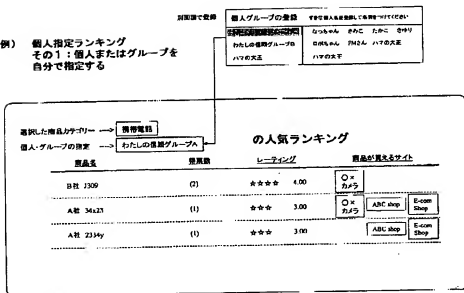 別画面で登録
個人グループの登録 すきな個人名を登録して名前をつけてください
なっちゃん きみこ たかこ きゆり
わたしの信頼グループB ロボちゃん PMさん ハマの大王
ハマの大王 ハマの大王
例) 個人指定ランキング
その1:個人またはグループを
自分で指定する
選択した商品カテゴリー → 携帯電話
個人・グループの指定 → わたしの信頼グループA の人気ランキング
商品名 投票数 レーティング 商品が買えるサイト
B社 J309 (2) ☆☆☆☆ 4.00 ○×カメラ
A社 34x23 (1) ☆☆☆ 3.00 ○×カメラ ABC shop E-com Shop
A社 2334y (1) ☆☆☆ 3.00 ABC shop E-com Shop